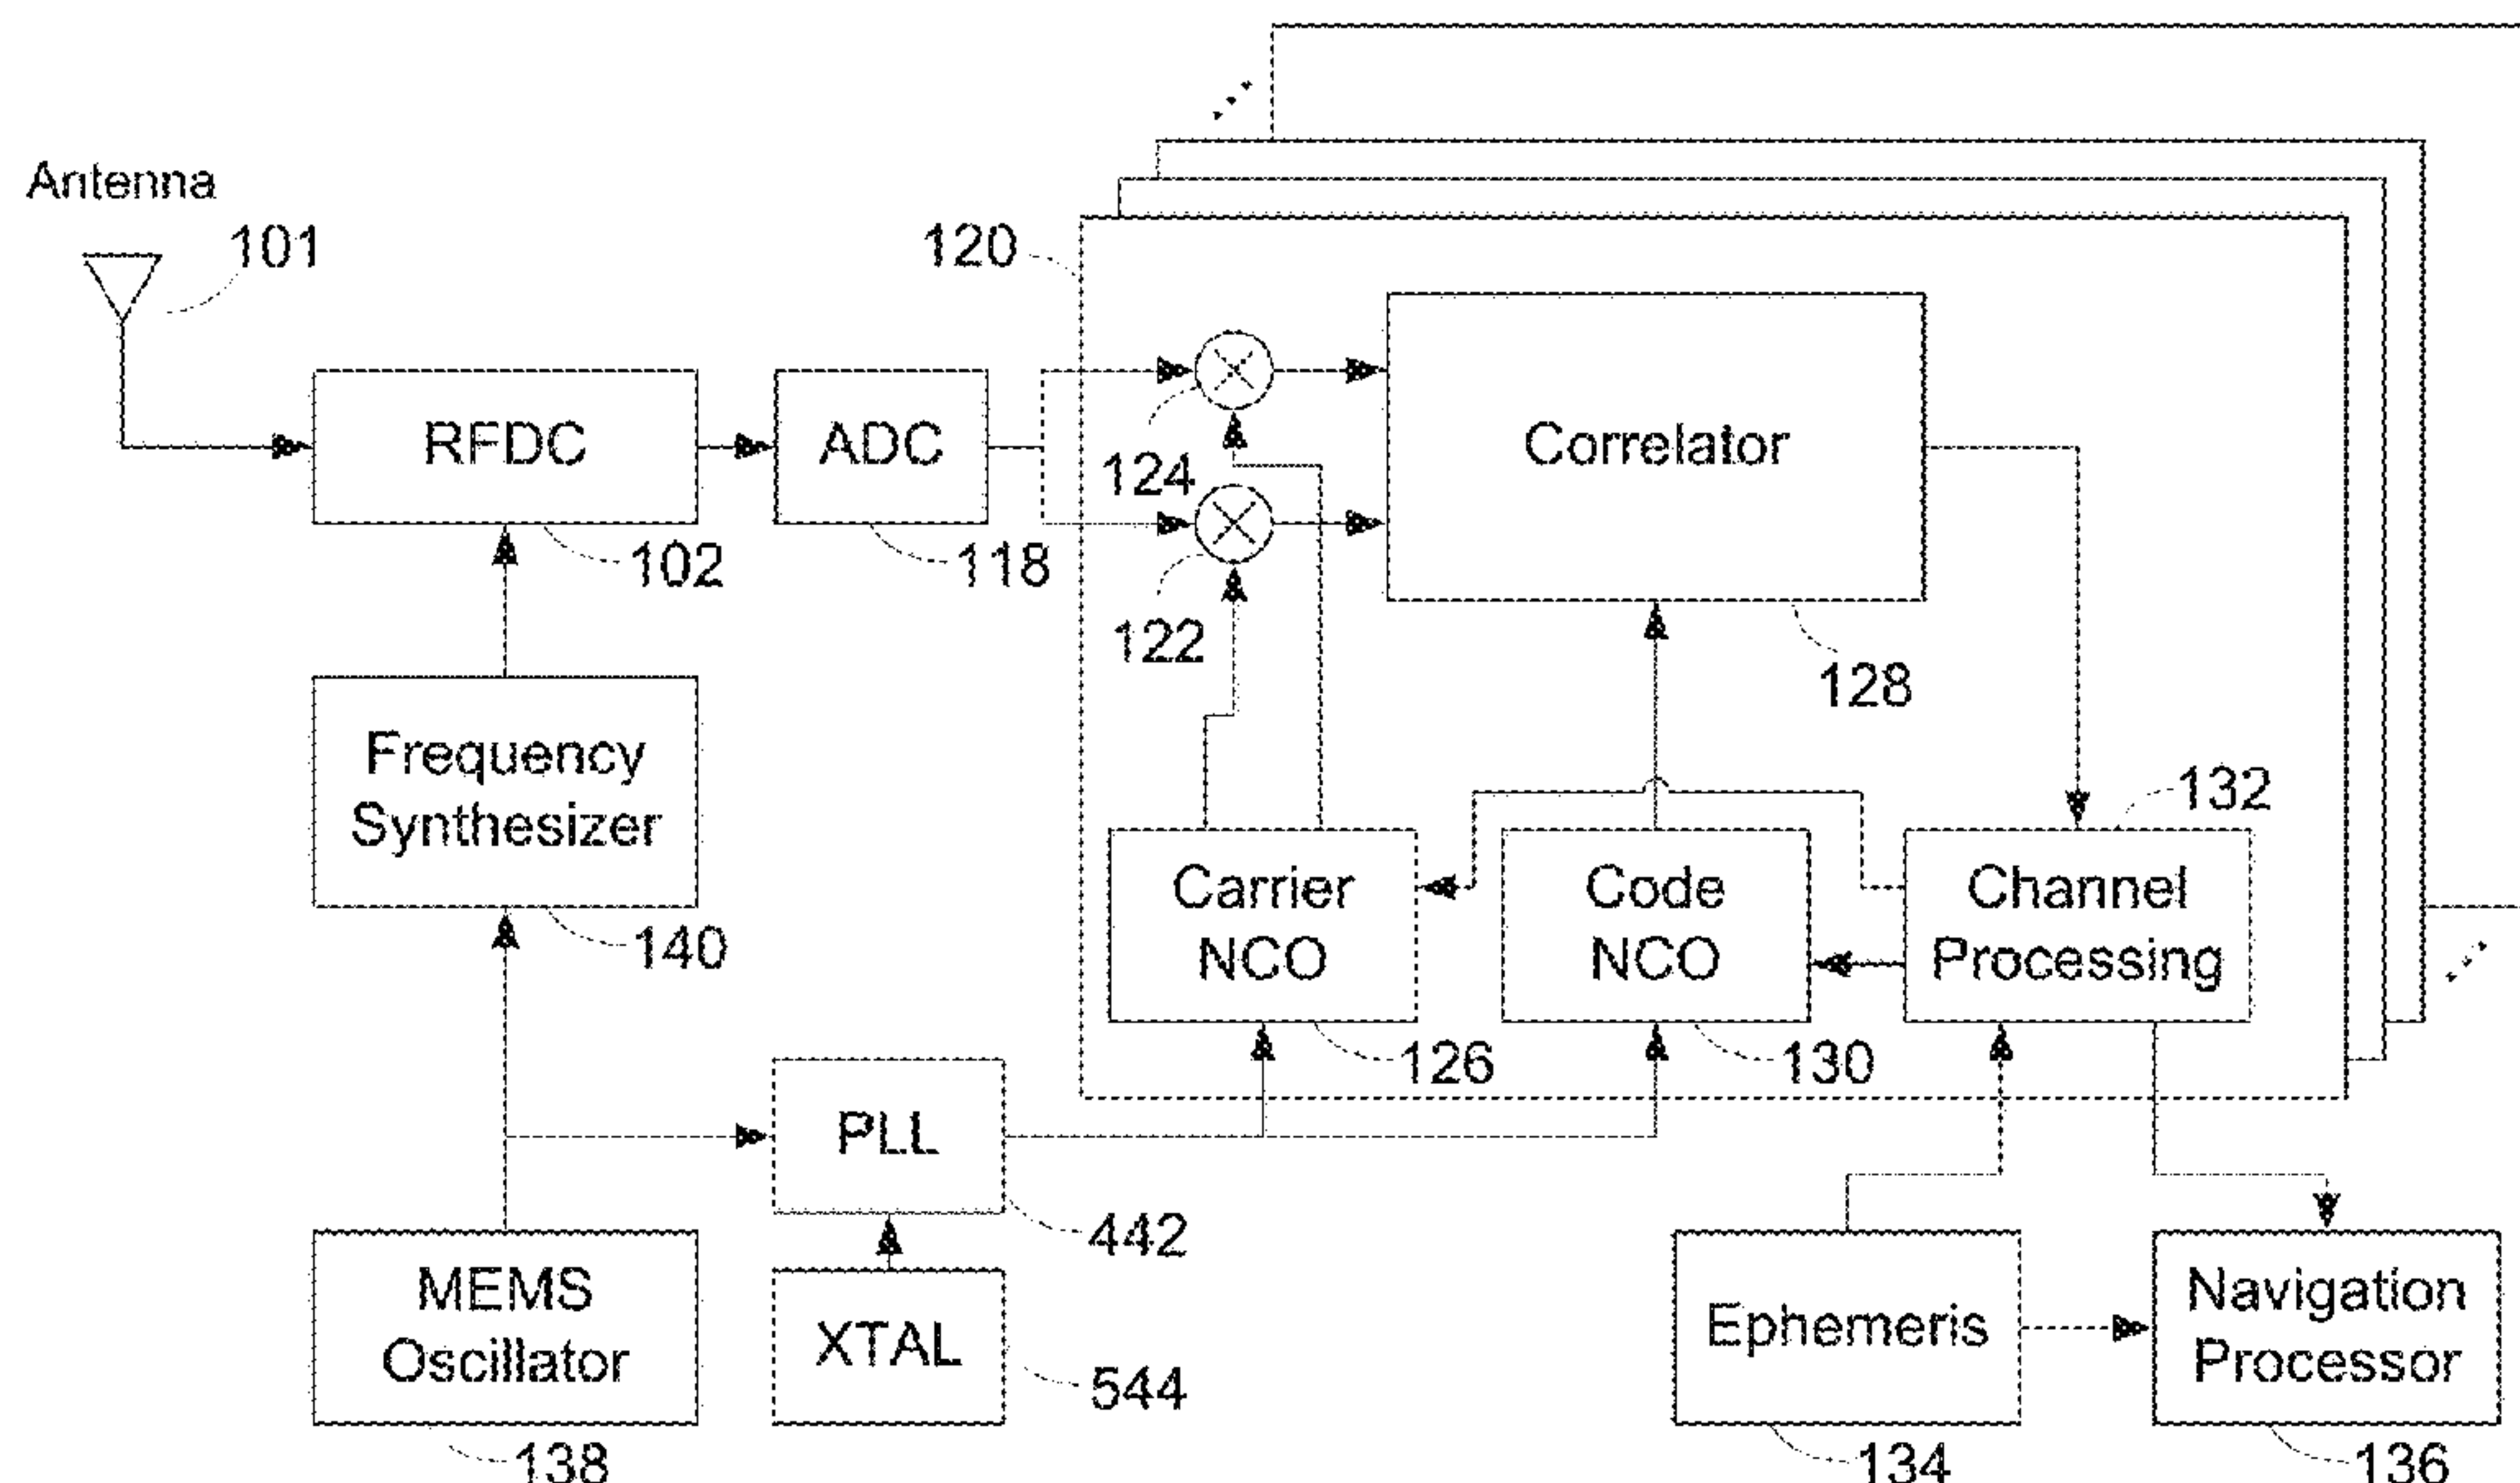 Antenna
101
120
RFDC
ADC
Correlator
124
102
118
122
128
Frequency
Synthesizer
132
Carrier
NCO
Code
NCO
Channel
Processing
140
126
130
PLL
442
MEMS
Oscillator
XTAL
544
Ephemeris
Navigation
Processor
138
134
136